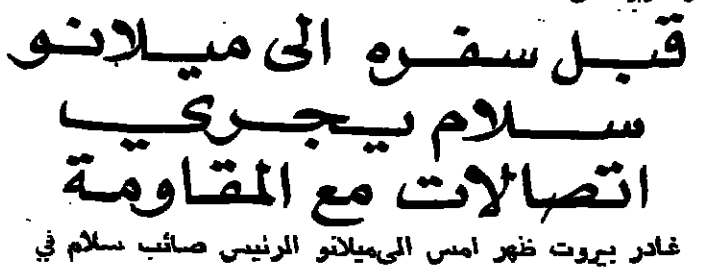 قبل سفره الى ميلانو
سلام يجري
اتصالات مع المقاومة
غادر بيروت ظهر امس الى ميلانو الرئيس صائب سلام في